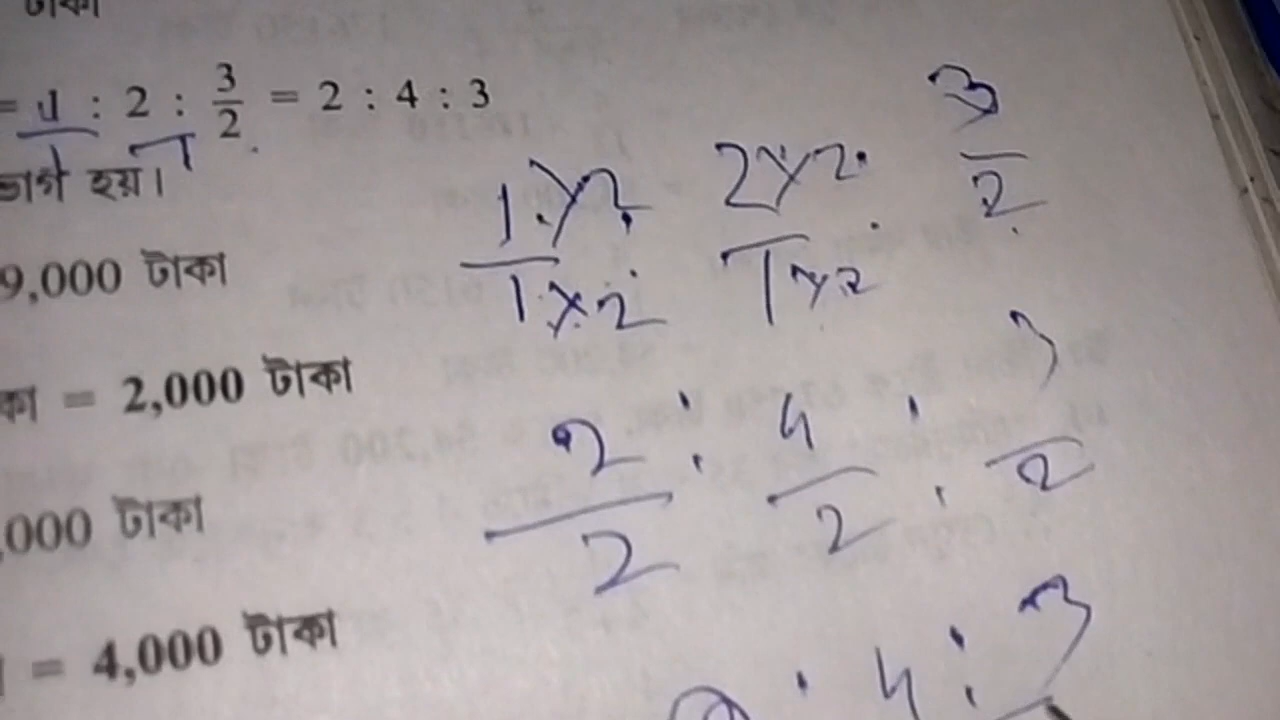 টাকা
= 1 : 2 : 3/2 = 2 : 4 : 3
ভাগ হয়।
9,000 টাকা
কা = 2,000 টাকা
,000 টাকা
= 4,000 টাকা
1×2/1×2 2×2/1×2 : 3/2
2/2 : 4/2 : 3/2
2 : 4 : 3